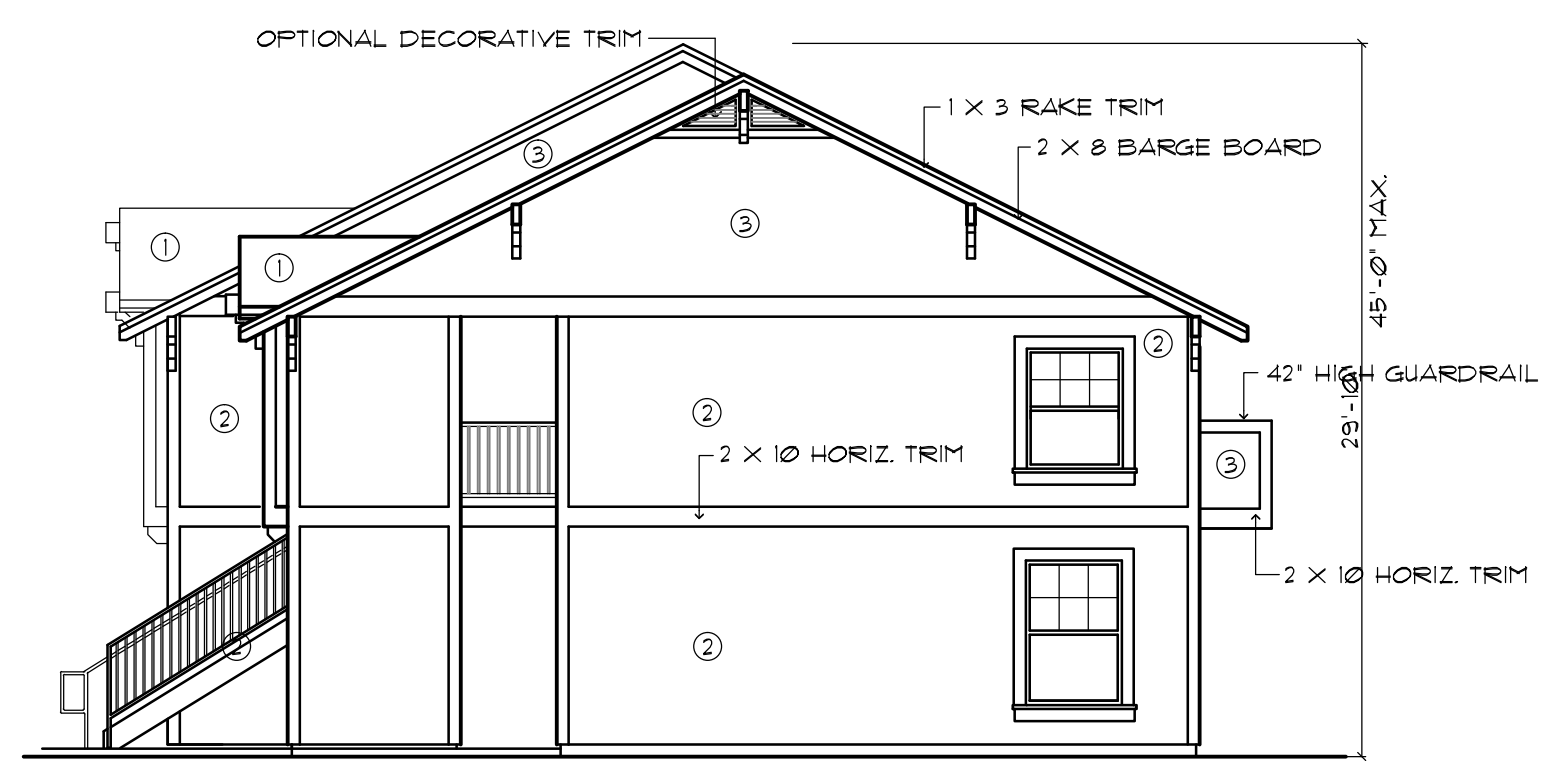 OPTIONAL DECORATIVE TRIM
1 X 3 RAKE TRIM
2 X 8 BARGE BOARD
3
3
1
1
45'-0" MAX.
29'-10"
2
42" HIGH GUARDRAIL
2
2
2 X 10 HORIZ. TRIM
3
2 X 10 HORIZ. TRIM
2
2